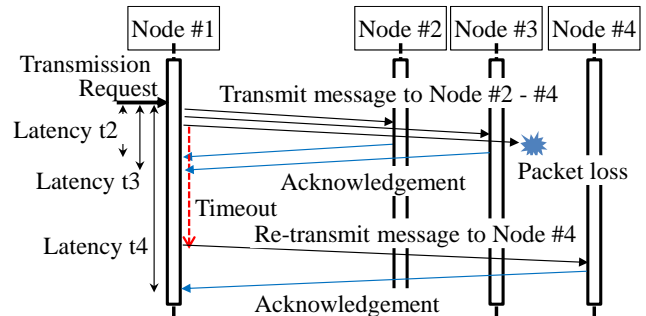 Node #1
Node #2
Node #3
Node #4
Transmission
Request
Transmit message to Node #2 - #4
Latency t2
Packet loss
Latency t3
Acknowledgement
Timeout
Re-transmit message to Node #4
Latency t4
Acknowledgement